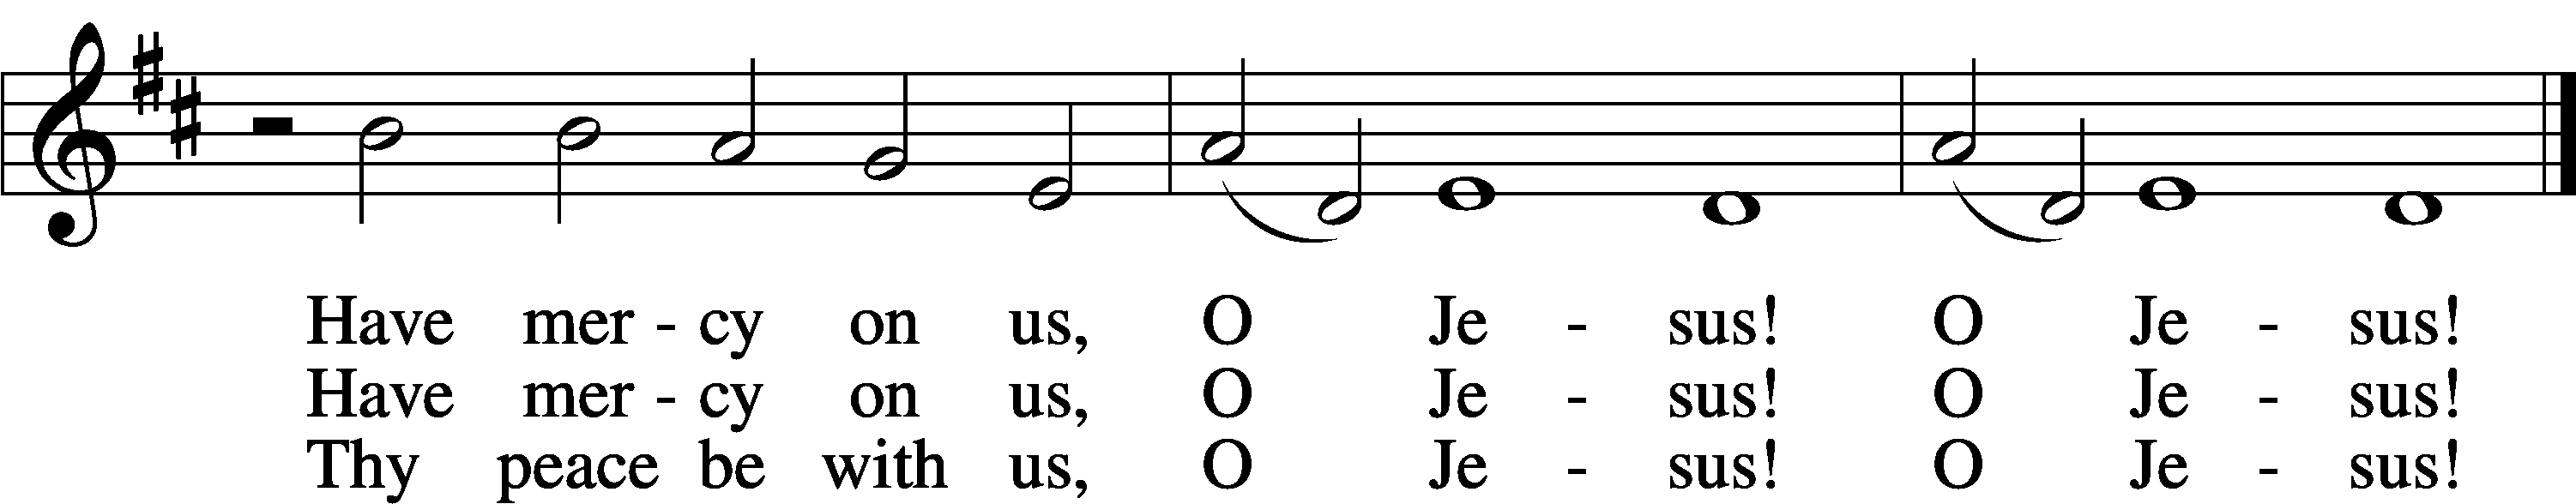 Have mer - cy on us, O Je - sus! O Je - sus!
Have mer - cy on us, O Je - sus! O Je - sus!
Thy peace be with us, O Je - sus! O Je - sus!